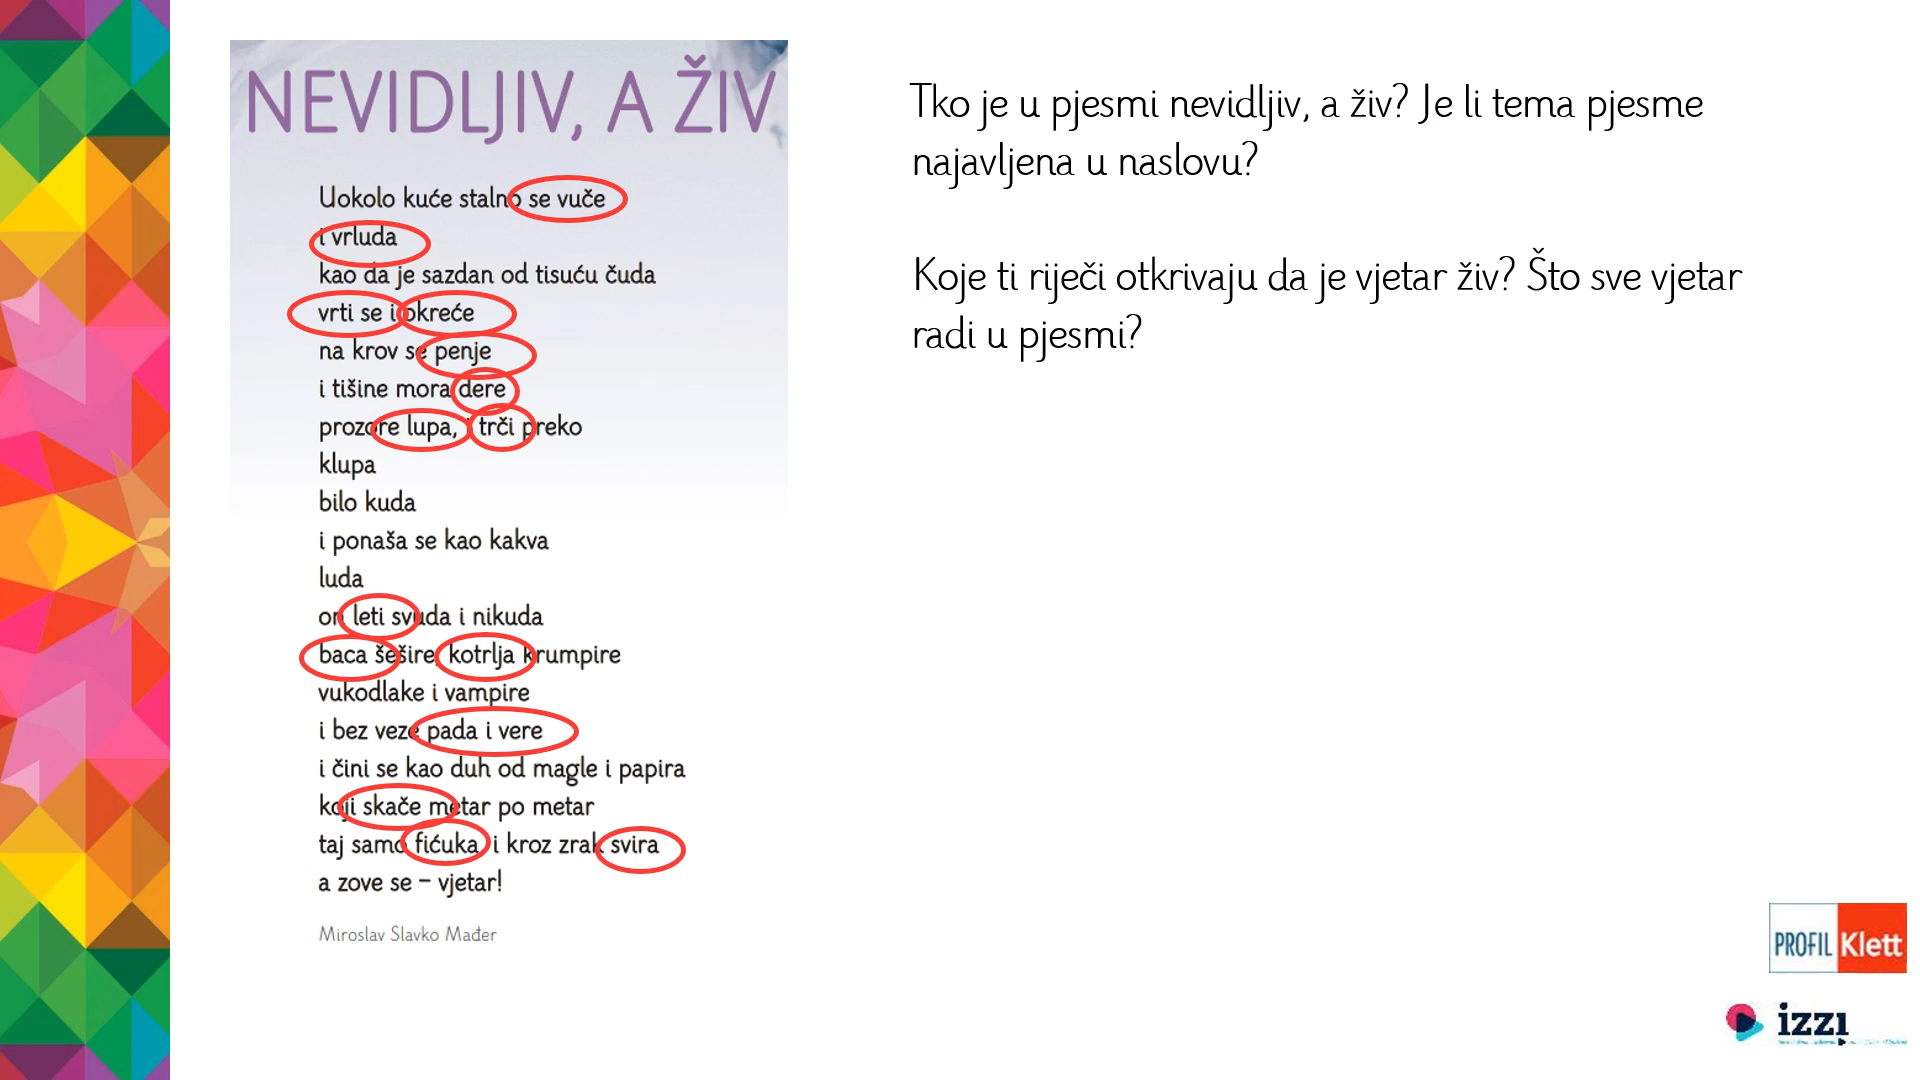 NEVIDLJIV, A ŽIV
Uokolo kuće stalno se vuče
i vrluda
kao da je sazdan od tisuću čuda
vrti se i okreće
na krov se penje
i tišine mora dere
prozore lupa, i trči preko
klupa
bilo kuda
i ponaša se kao kakva
luda
on leti svuda i nikuda
baca šešire, kotrlja krumpire
vukodlake i vampire
i bez veze pada i vere
i čini se kao duh od magle i papira
koji skače metar po metar
taj samo fićuka, i kroz zrak svira
a zove se – vjetar!
Miroslav Slavko Mađer
Tko je u pjesmi nevidljiv, a živ? Je li tema pjesme
najavljena u naslovu?
Koje ti riječi otkrivaju da je vjetar živ? Što sve vjetar
radi u pjesmi?
PROFIL Klett
izzi